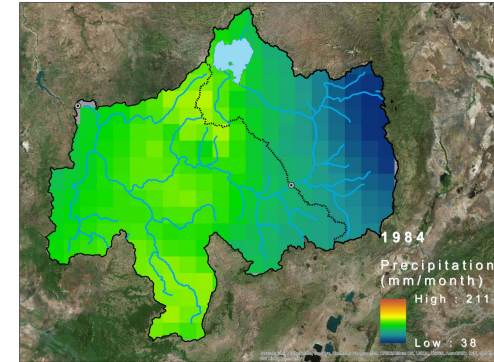 1984
Precipitation
(mm/month)
High : 211
Low : 38